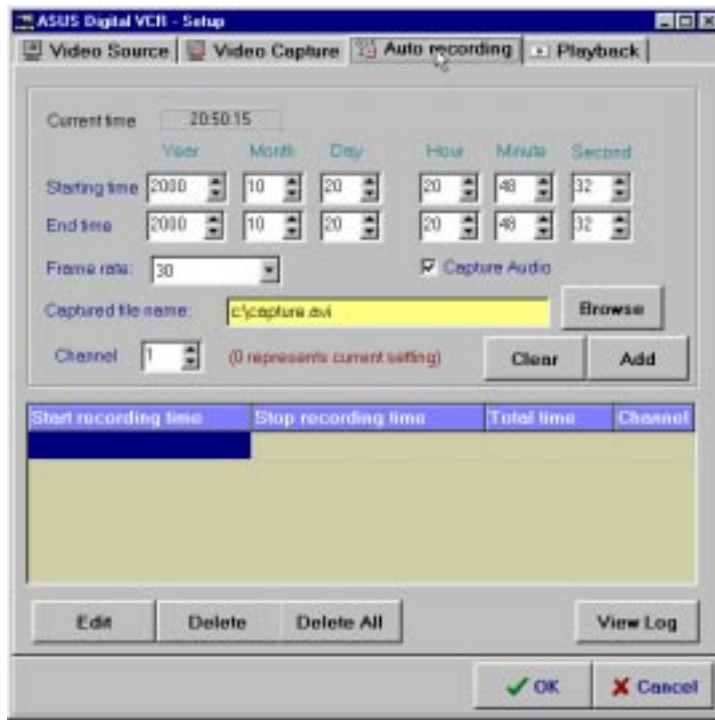 ASUS Digital VCR - Setup
Video Source Video Capture Auto recording Playback
Current time 20:50:15
Year Month Day Hour Minute Second
Starting time 2000 10 20 20 48 32
End time 2000 10 20 20 48 32
Frame rate: 30 Capture Audio
Captured file name: c:\capture.avi Browse
Channel 1 (0 represents current setting) Clear Add
Start recording time Stop recording time Total time Channel
Edit Delete Delete All View Log
OK Cancel